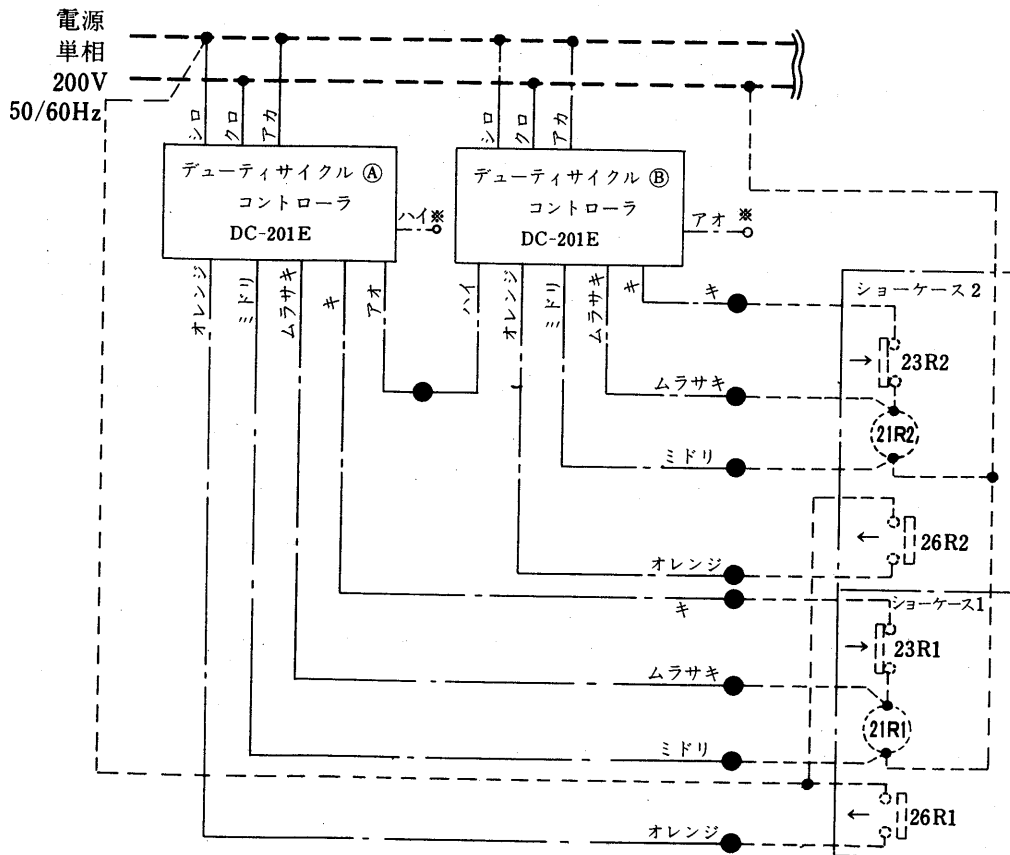 電源
単相
200V
50/60Hz
シロ
クロ
アカ
シロ
クロ
アカ
デューティサイクル Ⓐ
コントローラ
DC-201E
ハイ※
デューティサイクル Ⓑ
コントローラ
DC-201E
アオ ※
オレンジ
ミドリ
ムラサキ
キ
アオ
ハイ
オレンジ
ミドリ
ムラサキ
キ
キ
ショーケース2
23R2
ムラサキ
21R2
ミドリ
26R2
オレンジ
キ
ショーケース1
23R1
ムラサキ
21R1
ミドリ
26R1
オレンジ